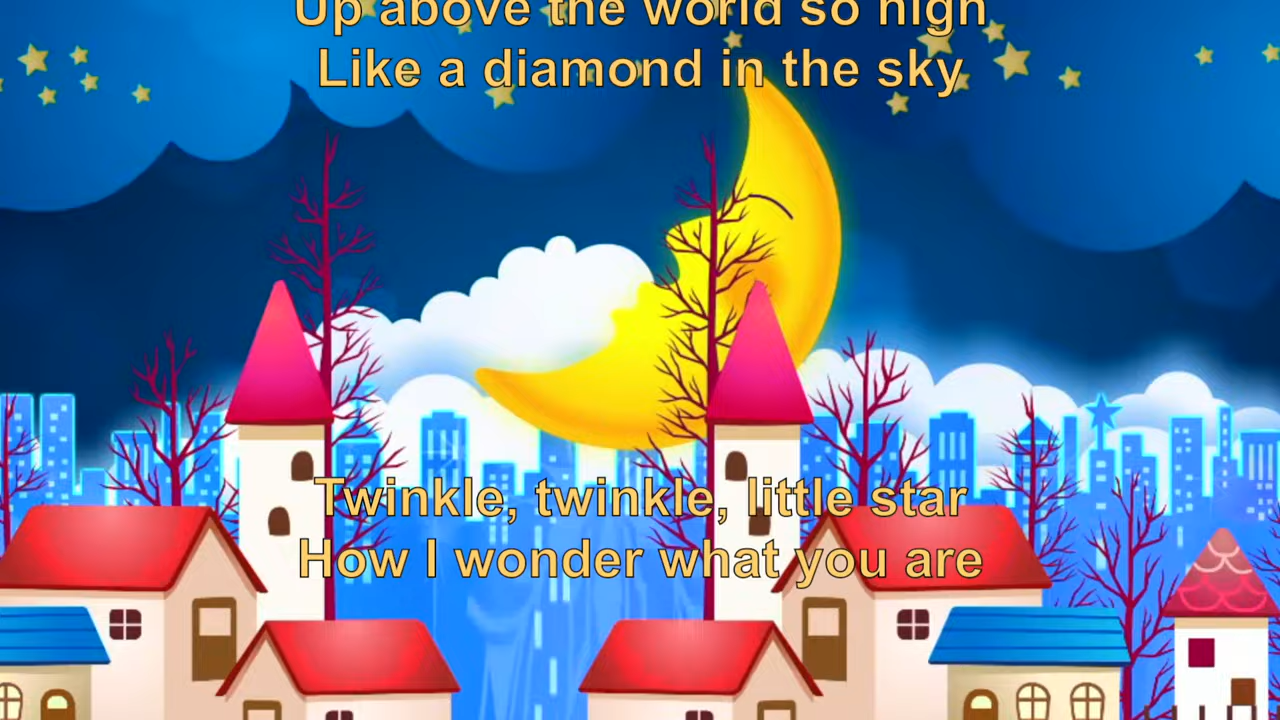 Up above the world so high
Like a diamond in the sky
Twinkle, twinkle, little star
How I wonder what you are